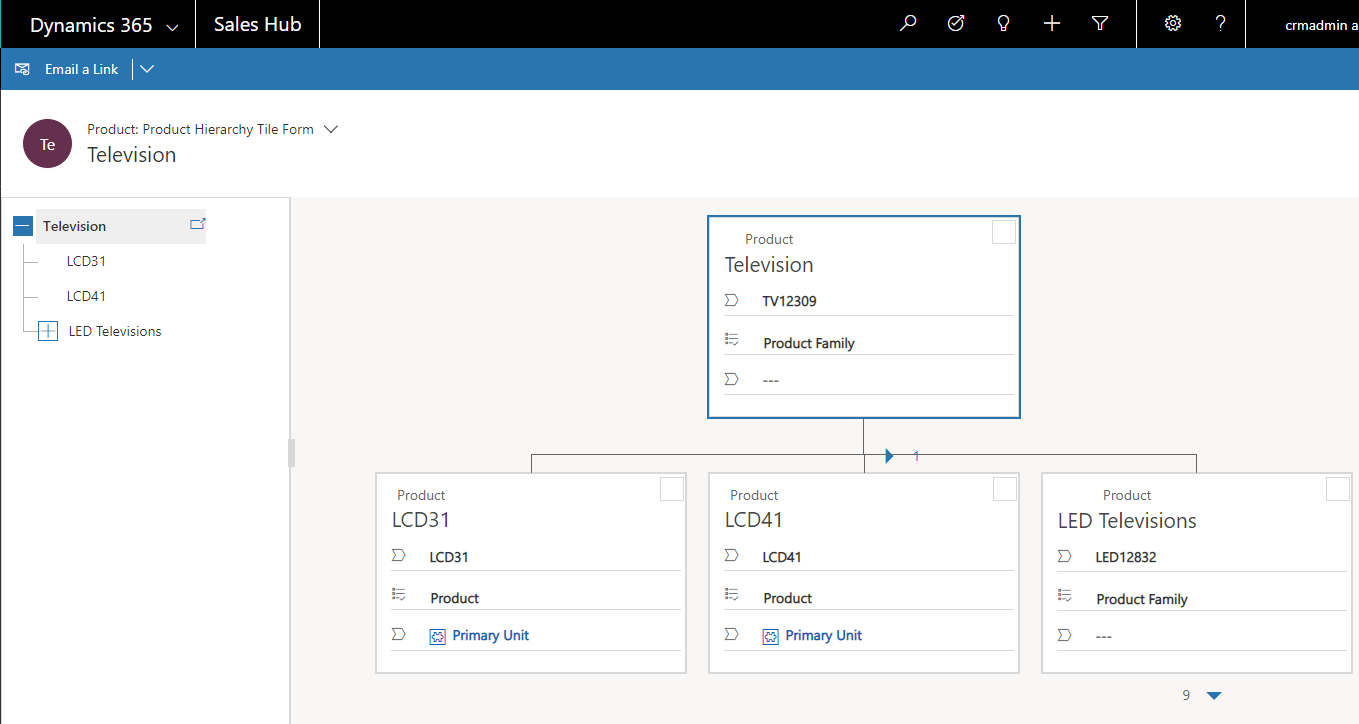 Dynamics 365 Sales Hub ? crmadmin a
Email a Link
Te
Product: Product Hierarchy Tile Form
Television
Television
LCD31
LCD41
LED Televisions
Product
Television
TV12309
Product Family
---
1
Product
LCD31
LCD31
Product
Primary Unit
Product
LCD41
LCD41
Product
Primary Unit
Product
LED Televisions
LED12832
Product Family
---
9